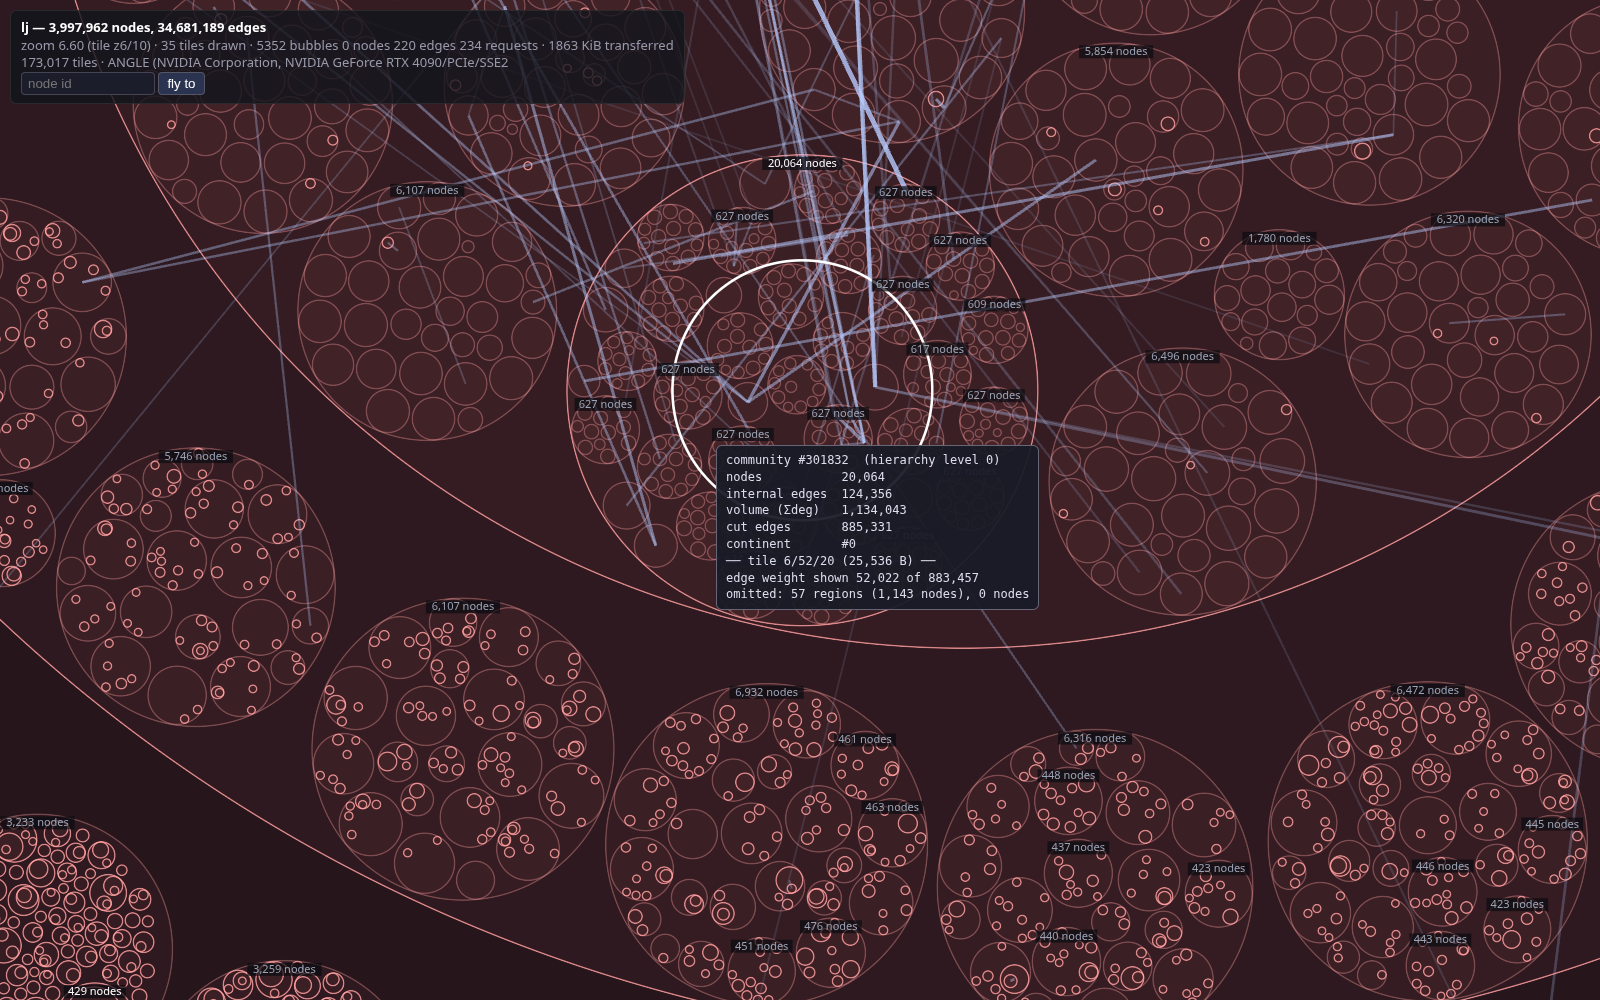 lj — 3,997,962 nodes, 34,681,189 edges
zoom 6.60 (tile z6/10) · 35 tiles drawn · 5352 bubbles 0 nodes 220 edges 234 requests · 1863 KiB transferred
173,017 tiles · ANGLE (NVIDIA Corporation, NVIDIA GeForce RTX 4090/PCIe/SSE2
node id
fly to
5,854 nodes
20,064 nodes
6,107 nodes
627 nodes
627 nodes
6,320 nodes
627 nodes
1,780 nodes
627 nodes
609 nodes
617 nodes
6,496 nodes
627 nodes
627 nodes
627 nodes
627 nodes
627 nodes
5,746 nodes
nodes
community #301832 (hierarchy level 0)
nodes 20,064
internal edges 124,356
volume (Σdeg) 1,134,043
cut edges 885,331
continent #0
── tile 6/52/20 (25,536 B) ──
edge weight shown 52,022 of 883,457
omitted: 57 regions (1,143 nodes), 0 nodes
6,107 nodes
6,932 nodes
6,472 nodes
461 nodes
6,316 nodes
448 nodes
463 nodes
3,233 nodes
445 nodes
437 nodes
446 nodes
423 nodes
423 nodes
476 nodes
440 nodes
443 nodes
451 nodes
3,259 nodes
429 nodes